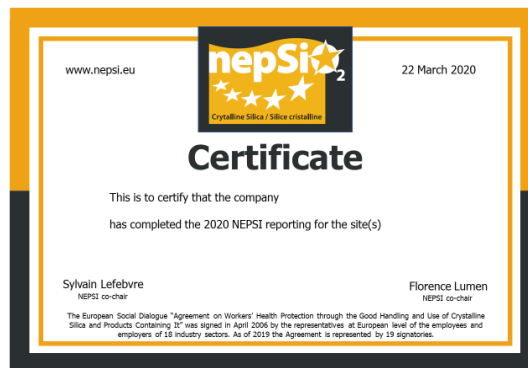 www.nepsi.eu
nepSiO2
22 March 2020
Crytalline Silica / Silice cristalline
Certificate
This is to certify that the company
has completed the 2020 NEPSI reporting for the site(s)
Sylvain Lefebvre
NEPSI co-chair
Florence Lumen
NEPSI co-chair
The European Social Dialogue "Agreement on Workers' Health Protection through the Good Handling and Use of Crystalline
Silica and Products Containing It" was signed in April 2006 by the representatives at European level of the employees and
employers of 18 industry sectors. As of 2019 the Agreement is represented by 19 signatories.